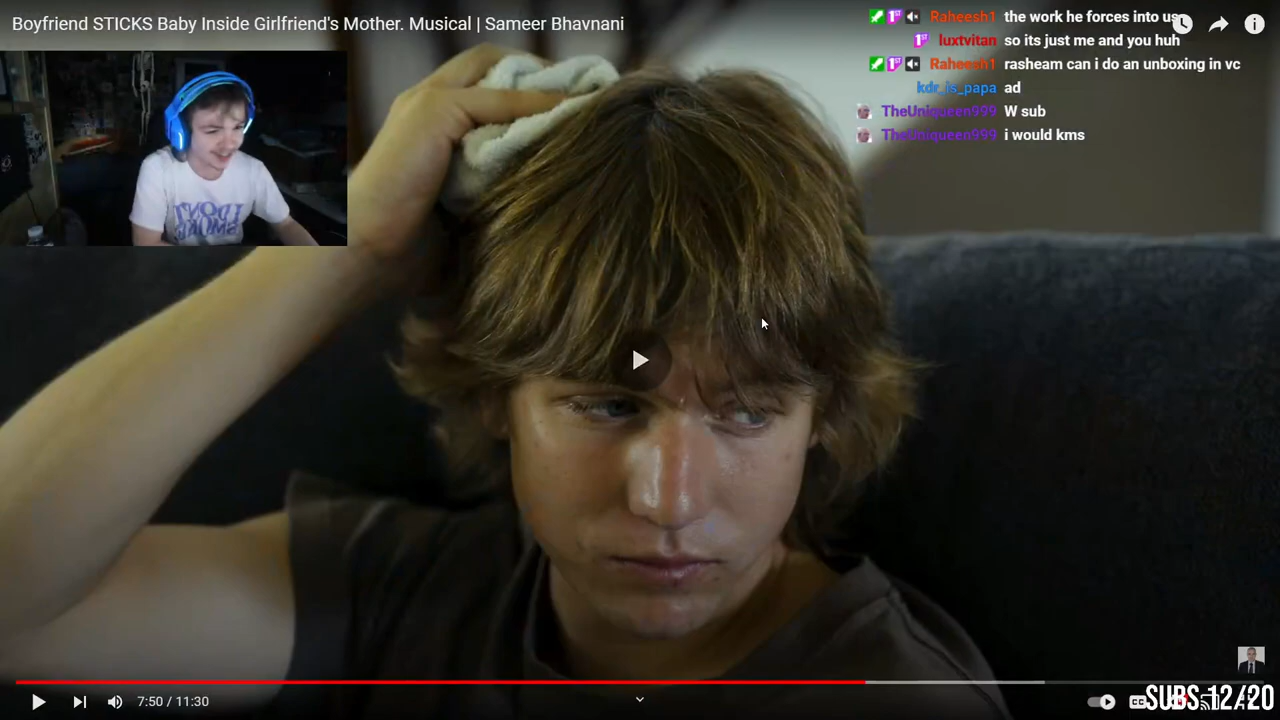 Boyfriend STICKS Baby Inside Girlfriend's Mother. Musical | Sameer Bhavnani
Raheesh1 the work he forces into us
luxtvitan so its just me and you huh
Raheesh1 rasheam can i do an unboxing in vc
kdr_is_papa ad
TheUniqueen999 W sub
TheUniqueen999 i would kms
I DON'T
SMOKE
7:50 / 11:30
SUBS 12/20